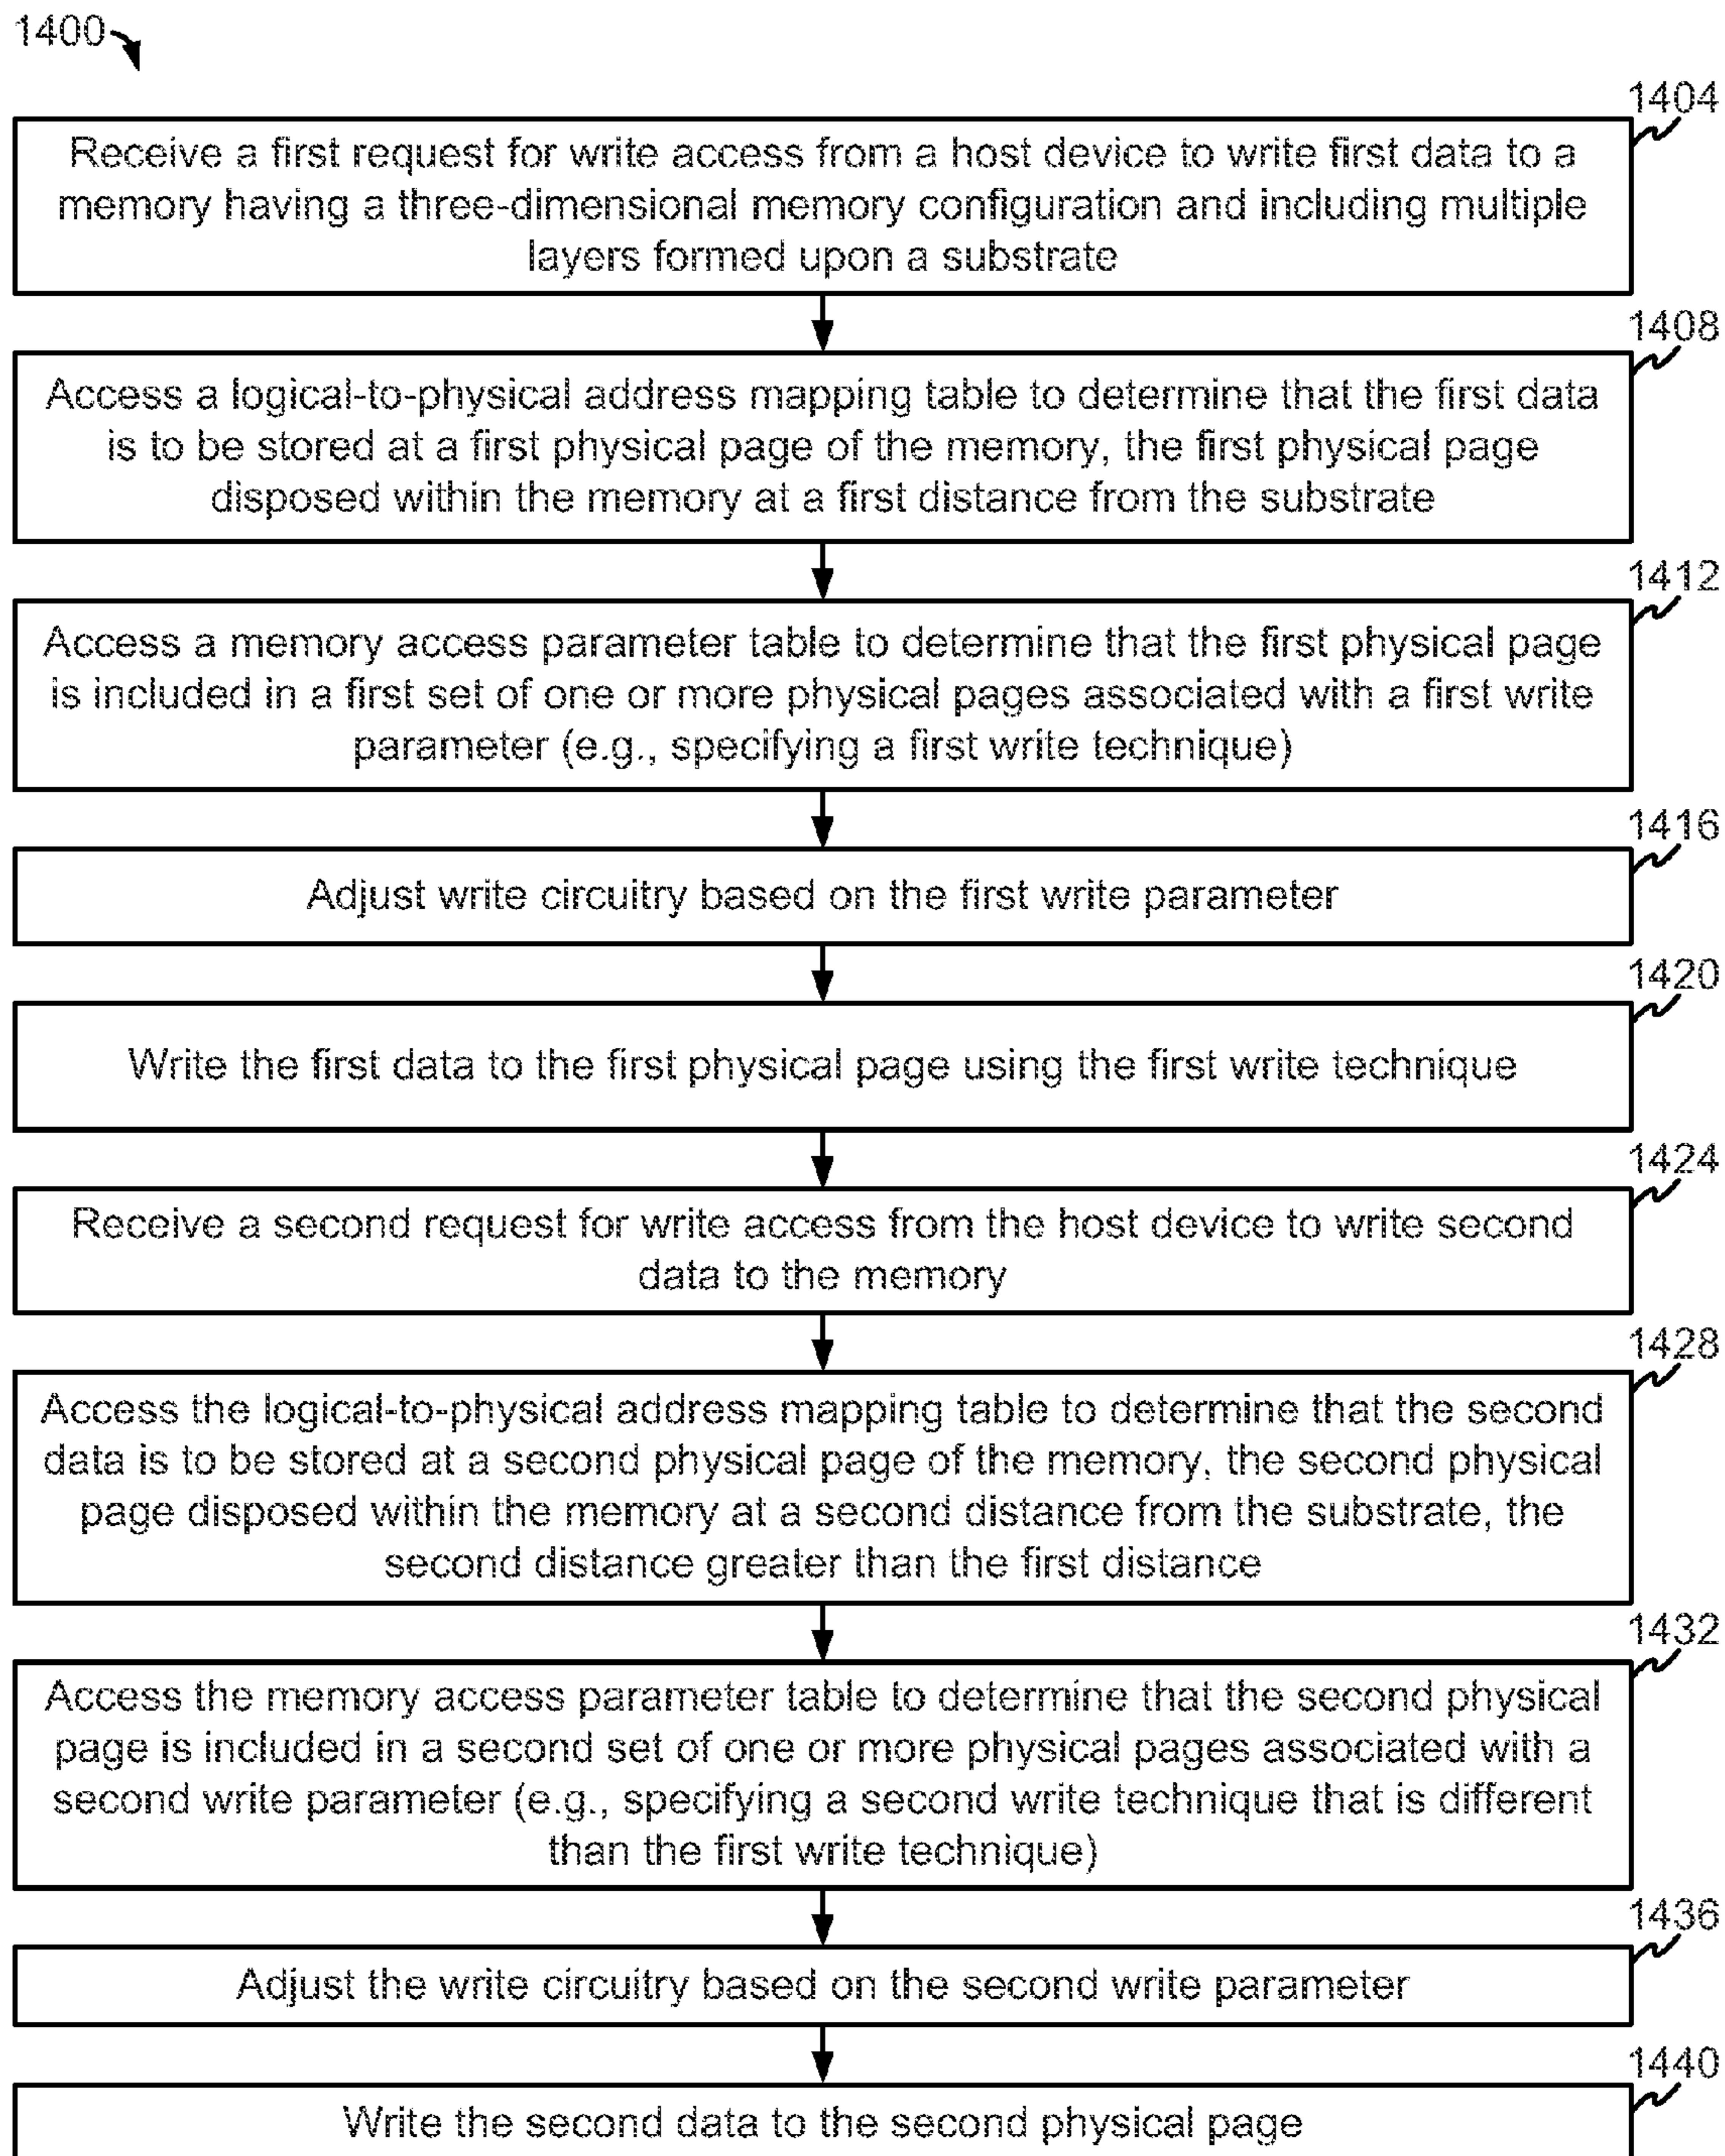 1400
1404
Receive a first request for write access from a host device to write first data to a
memory having a three-dimensional memory configuration and including multiple
layers formed upon a substrate
1408
Access a logical-to-physical address mapping table to determine that the first data
is to be stored at a first physical page of the memory, the first physical page
disposed within the memory at a first distance from the substrate
1412
Access a memory access parameter table to determine that the first physical page
is included in a first set of one or more physical pages associated with a first write
parameter (e.g., specifying a first write technique)
1416
Adjust write circuitry based on the first write parameter
1420
Write the first data to the first physical page using the first write technique
1424
Receive a second request for write access from the host device to write second
data to the memory
1428
Access the logical-to-physical address mapping table to determine that the second
data is to be stored at a second physical page of the memory, the second physical
page disposed within the memory at a second distance from the substrate, the
second distance greater than the first distance
1432
Access the memory access parameter table to determine that the second physical
page is included in a second set of one or more physical pages associated with a
second write parameter (e.g., specifying a second write technique that is different
than the first write technique)
1436
Adjust the write circuitry based on the second write parameter
1440
Write the second data to the second physical page